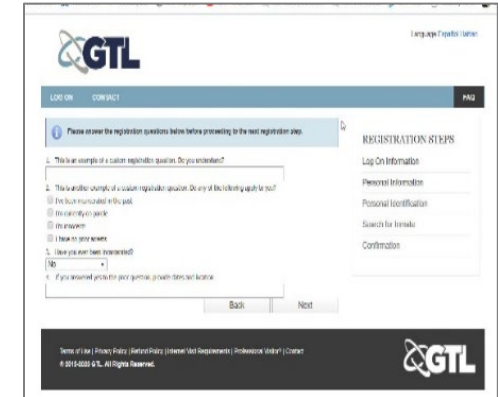 GTL
Language Español Haitian
LOG ON CONTACT FAQ
Please answer the registration questions below before proceeding to the next registration step.
1. This is an example of a custom registration question. Do you understand?
2. This is another example of a custom registration question. Do any of the following apply to you?
I've been incarcerated in the past
I'm currently on parole
I'm innocent
I have no prior arrests
3. Have you ever been incarcerated?
No
4. If you answered yes to the prior question, provide dates and location
Back Next
REGISTRATION STEPS
Log On Information
Personal Information
Personal Identification
Search for Inmate
Confirmation
Terms of Use | Privacy Policy | Refund Policy | Internet Visit Requirements | Professional Visitor? | Contact
© 2010-2020 GTL. All Rights Reserved.
GTL